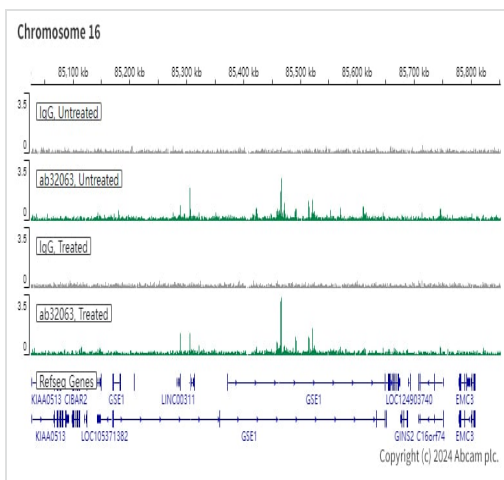 Chromosome 16
85,100 kb 85,200 kb 85,300 kb 85,400 kb 85,500 kb 85,600 kb 85,700 kb 85,800 kb
3.5
IgG, Untreated
0
3.5
ab32063, Untreated
0
3.5
IgG, Treated
0
3.5
ab32063, Treated
0
Refseq Genes
KIAA0513 CIBAR2 GSE1 LINC00311 GSE1 LOC124903740 EMC3
KIAA0513 LOC105371382 GSE1 GINS2 C16orf74 EMC3
Copyright (c) 2024 Abcam plc.